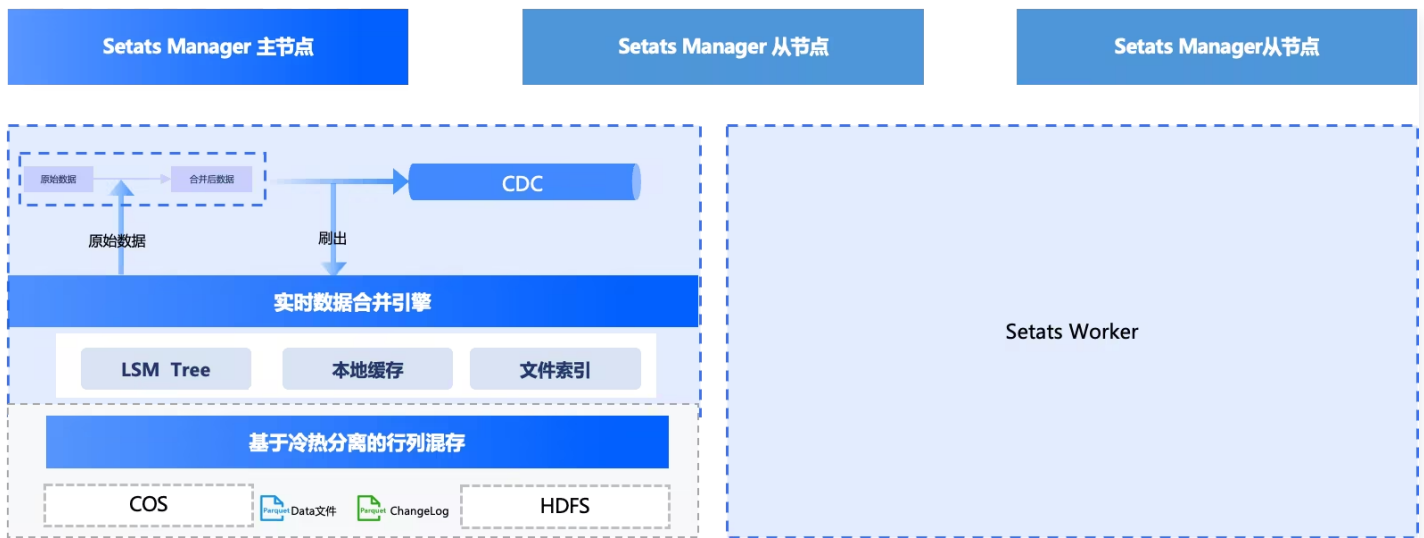 Setats Manager 主节点
Setats Manager 从节点
Setats Manager从节点
原始数据
合并后数据
CDC
原始数据
刷出
实时数据合并引擎
Setats Worker
LSM Tree
本地缓存
文件索引
基于冷热分离的行列混存
COS
Parquet
Data文件
Parquet
ChangeLog
HDFS